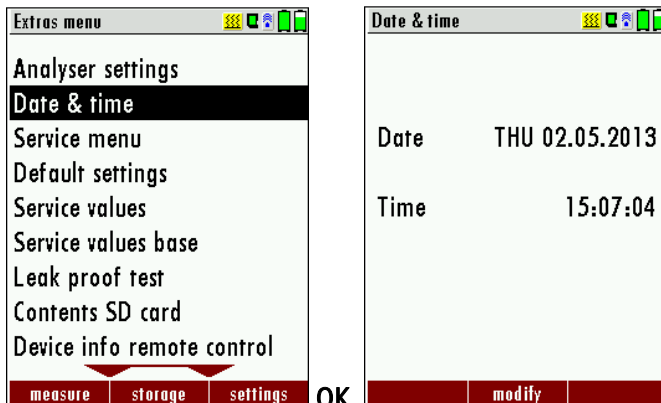 Extras menu
Analyser settings
Date & time
Service menu
Default settings
Service values
Service values base
Leak proof test
Contents SD card
Device info remote control
measure storage settings
OK
Date & time
Date THU 02.05.2013
Time 15:07:04
modify